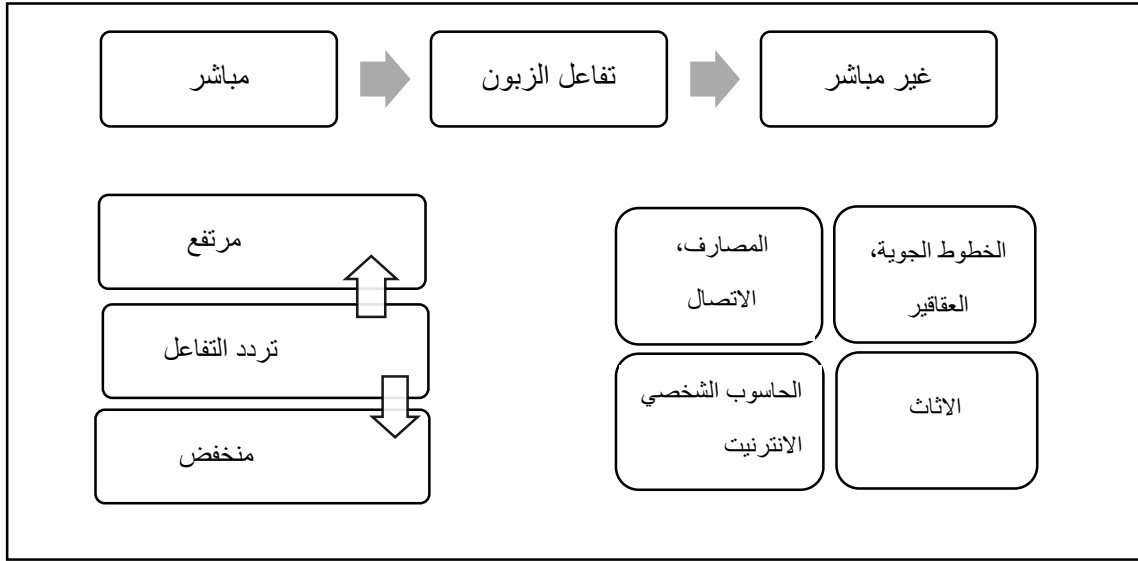 غير مباشر
تفاعل الزبون
مباشر
الخطوط الجوية،
العقاقير
المصارف،
الاتصال
الاثاث
الحاسوب الشخصي
الانترنيت
مرتفع
تردد التفاعل
منخفض